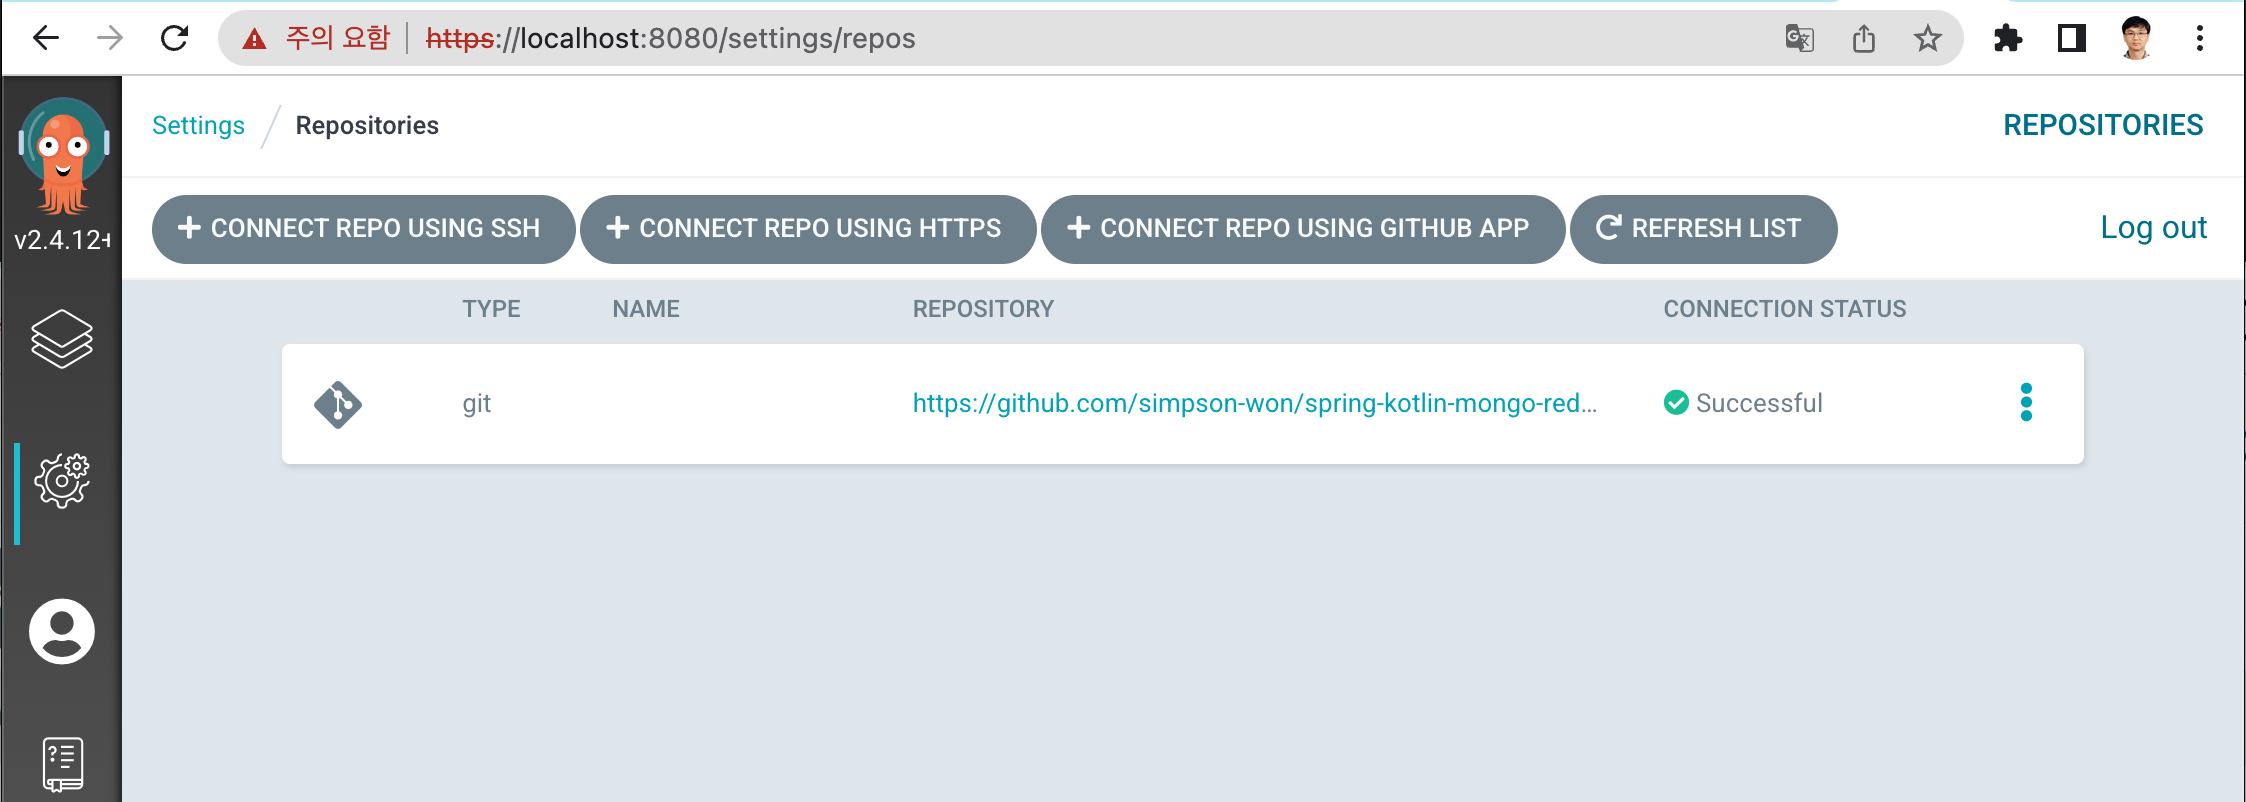 주의 요함 | https://localhost:8080/settings/repos
Settings / Repositories
REPOSITORIES
v2.4.12+
+ CONNECT REPO USING SSH
+ CONNECT REPO USING HTTPS
+ CONNECT REPO USING GITHUB APP
REFRESH LIST
Log out
TYPE NAME REPOSITORY CONNECTION STATUS
git https://github.com/simpson-won/spring-kotlin-mongo-red... Successful